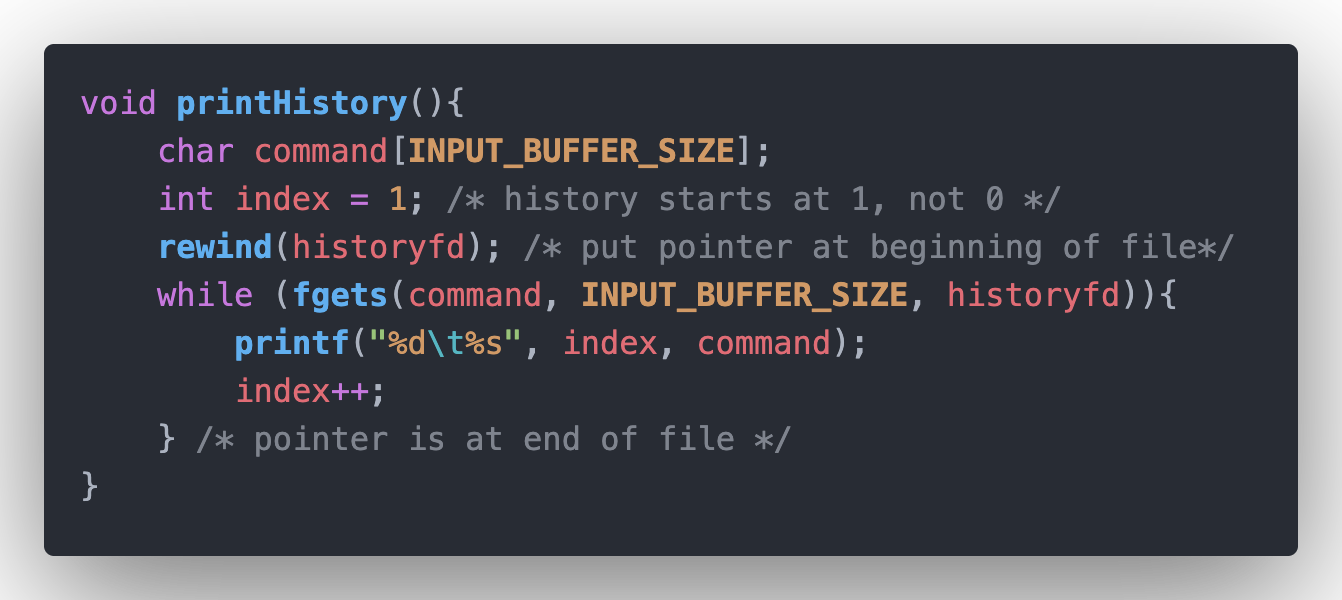 void printHistory(){
    char command[INPUT_BUFFER_SIZE];
    int index = 1; /* history starts at 1, not 0 */
    rewind(historyfd); /* put pointer at beginning of file*/
    while (fgets(command, INPUT_BUFFER_SIZE, historyfd)){
        printf("%d\t%s", index, command);
        index++;
    } /* pointer is at end of file */
}